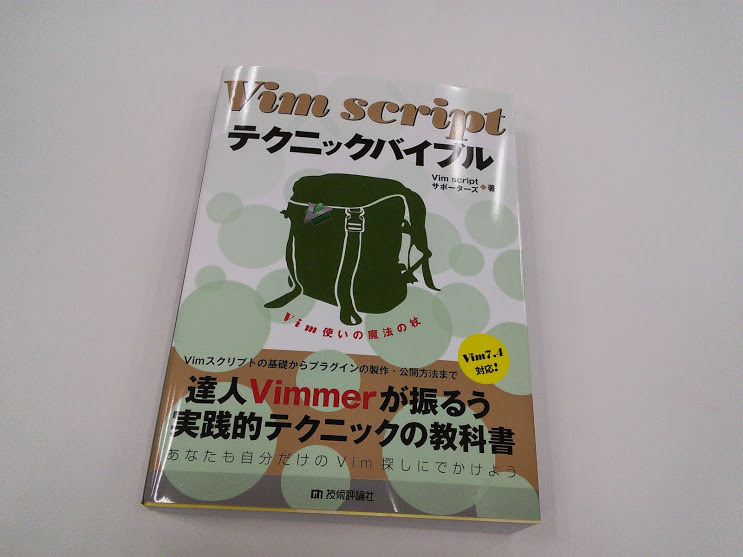 Vim script
テクニックバイブル
Vim script
サポーターズ 著
Vim使いの魔法の杖
Vim7.4
対応!
Vimスクリプトの基礎からプラグインの製作・公開方法まで
達人Vimmerが振るう
実践的テクニックの教科書
あなたも自分だけのVim探しにでかけよう
技術評論社